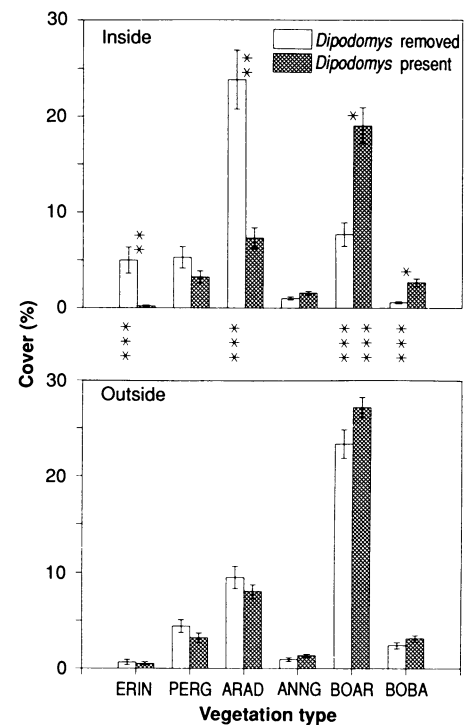 30
Inside
Dipodomys removed
Dipodomys present
20
10
0
Cover (%)
30
Outside
20
10
0
ERIN PERG ARAD ANNG BOAR BOBA
Vegetation type